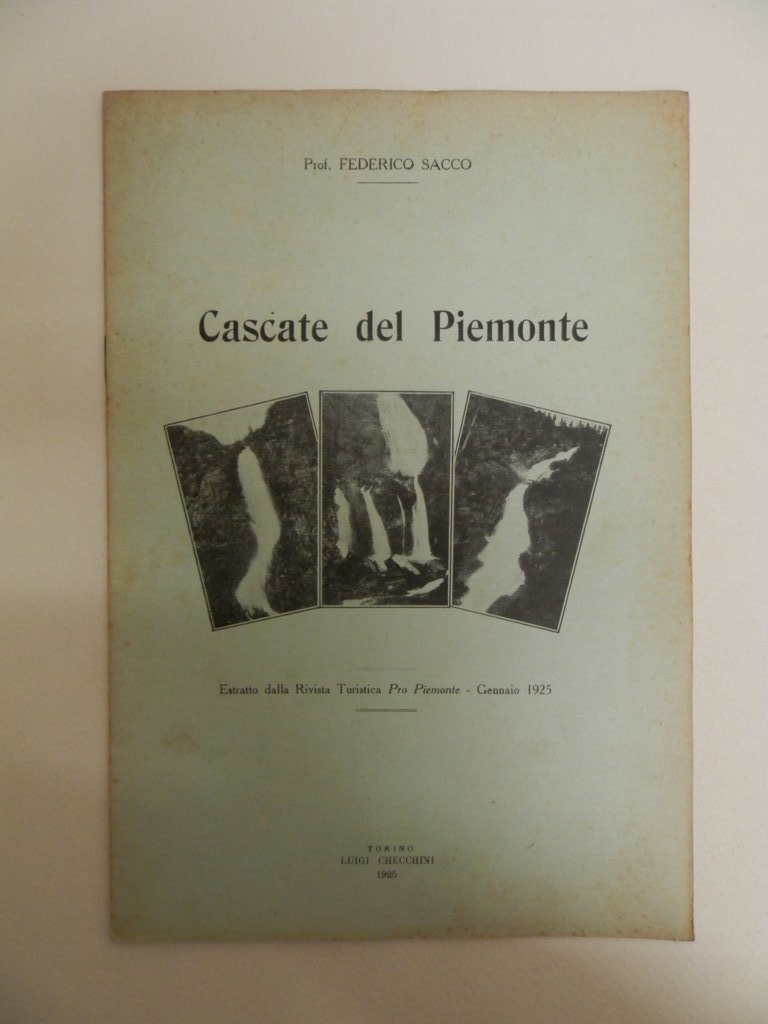 Prof. FEDERICO SACCO
Cascate del Piemonte
Estratto dalla Rivista Turistica Pro Piemonte - Gennaio 1925
TORINO
LUIGI CHECCHINI
1925